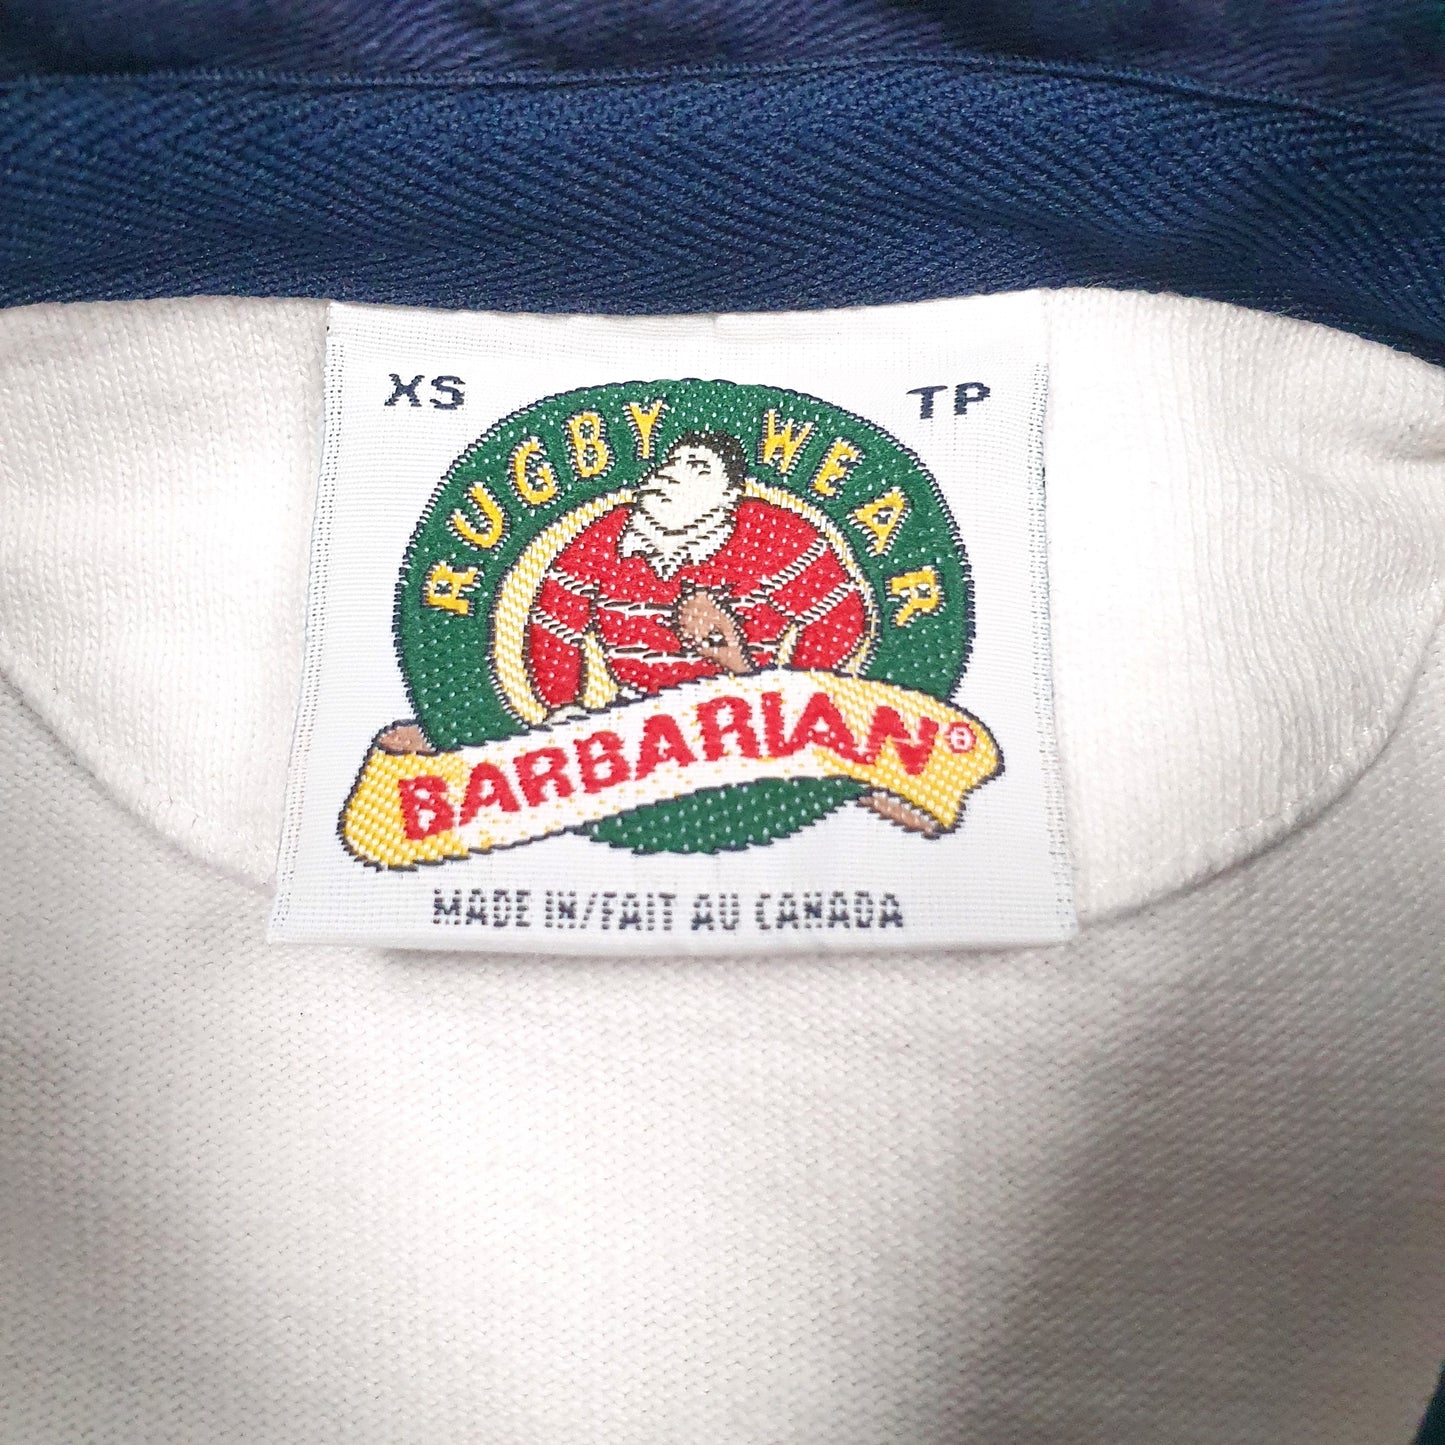 XS TP
RUGBY WEAR
BARBARIAN®
MADE IN/FAIT AU CANADA